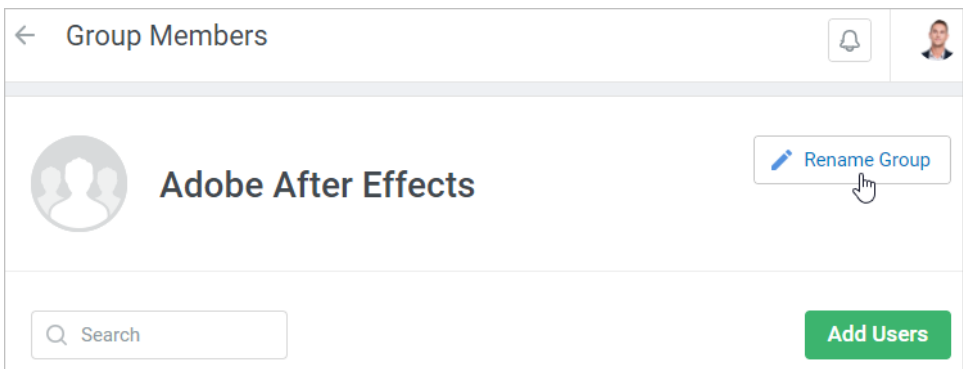 Group Members
Rename Group
Adobe After Effects
Search
Add Users